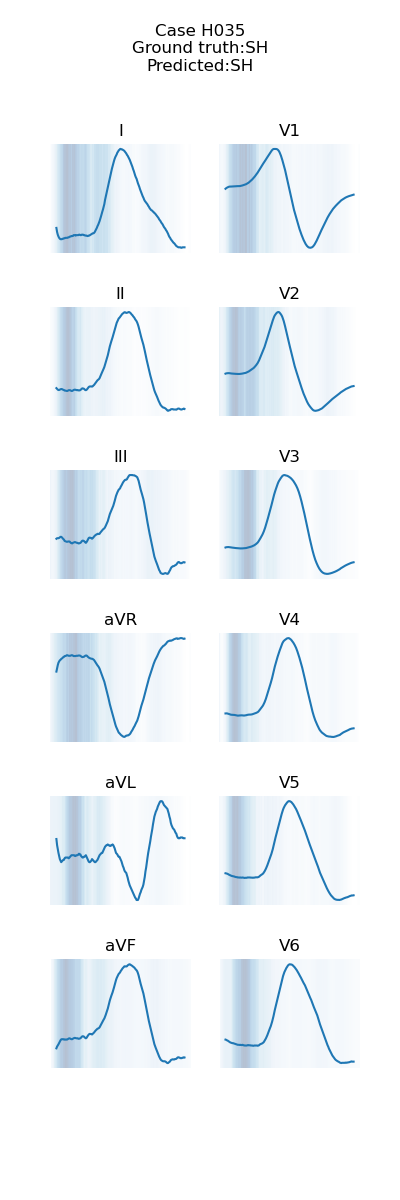 Case H035
Ground truth:SH
Predicted:SH
I
V1
II
V2
III
V3
aVR
V4
aVL
V5
aVF
V6